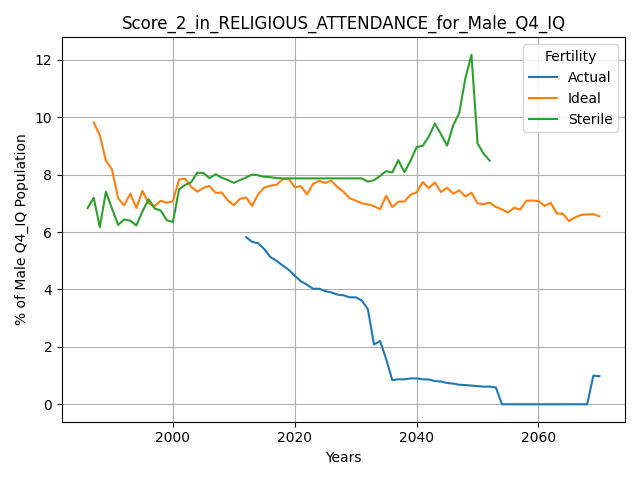 Score_2_in_RELIGIOUS_ATTENDANCE_for_Male_Q4_IQ
Fertility
Actual
Ideal
Sterile
% of Male Q4_IQ Population
12
10
8
6
4
2
0
2000 2020 2040 2060
Years